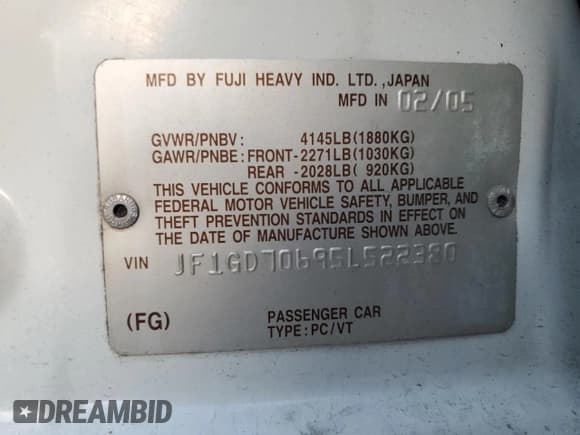 MFD BY FUJI HEAVY IND. LTD.,JAPAN
MFD IN 02/05
GVWR/PNBV: 4145LB(1880KG)
GAWR/PNBE: FRONT-2271LB(1030KG)
REAR -2028LB( 920KG)
THIS VEHICLE CONFORMS TO ALL APPLICABLE
FEDERAL MOTOR VEHICLE SAFETY, BUMPER, AND
THEFT PREVENTION STANDARDS IN EFFECT ON
THE DATE OF MANUFACTURE SHOWN ABOVE.
VIN JF1GD70695L522380
(FG) PASSENGER CAR
TYPE:PC/VT
DREAMBID